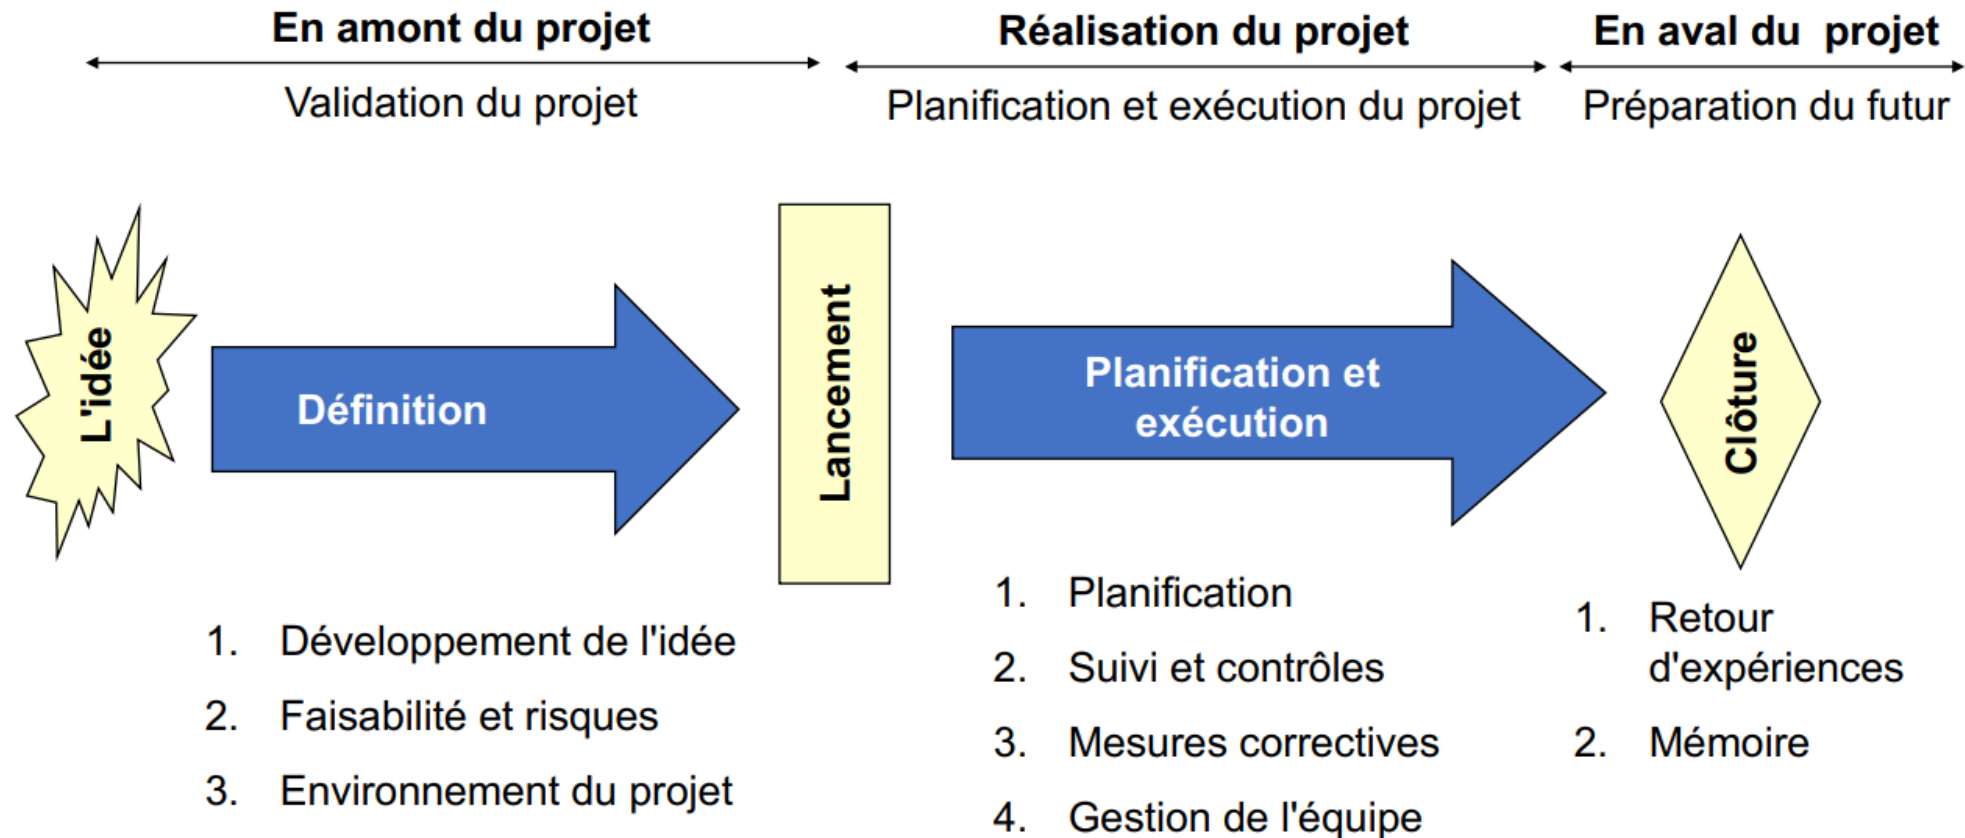 En amont du projet
Validation du projet
Réalisation du projet
Planification et exécution du projet
En aval du  projet
Préparation du futur
L'idée
Définition
Lancement
Planification et
exécution
Clôture
1. Développement de l'idée
2. Faisabilité et risques
3. Environnement du projet
1. Planification
2. Suivi et contrôles
3. Mesures correctives
4. Gestion de l'équipe
1. Retour
d'expériences
2. Mémoire